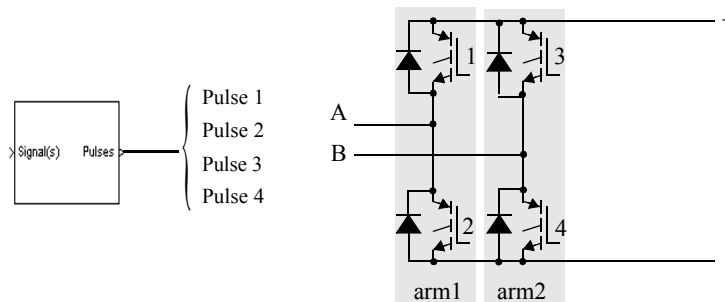 Signal(s) Pulses
Pulse 1
Pulse 2
Pulse 3
Pulse 4
A
B
1
3
2
4
arm1 arm2